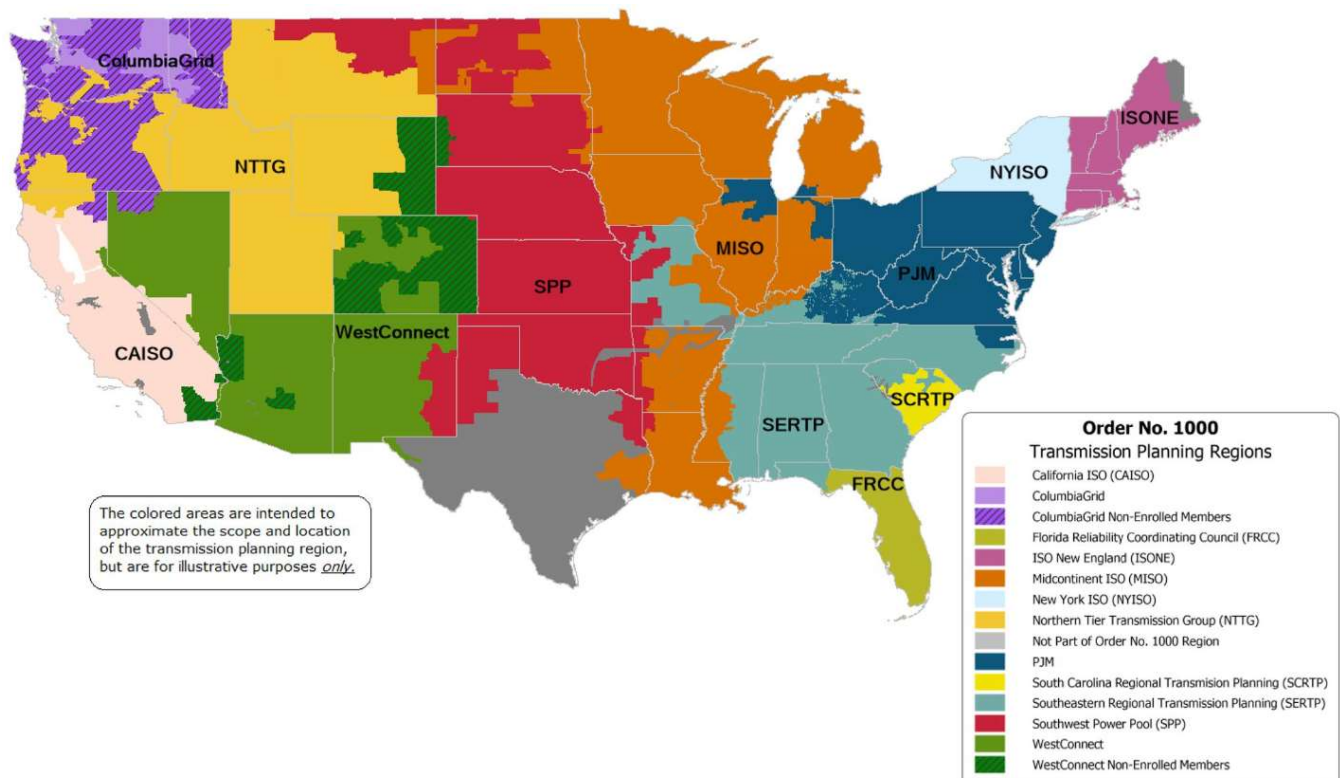 ColumbiaGrid
ISONE
NTTG
NYISO
MISO
PJM
SPP
WestConnect
CAISO
SCRTP
SERTP
FRCC
The colored areas are intended to
approximate the scope and location
of the transmission planning region,
but are for illustrative purposes only.
Order No. 1000
Transmission Planning Regions
California ISO (CAISO)
ColumbiaGrid
ColumbiaGrid Non-Enrolled Members
Florida Reliability Coordinating Council (FRCC)
ISO New England (ISONE)
Midcontinent ISO (MISO)
New York ISO (NYISO)
Northern Tier Transmission Group (NTTG)
Not Part of Order No. 1000 Region
PJM
South Carolina Regional Transmision Planning (SCRTP)
Southeastern Regional Transmission Planning (SERTP)
Southwest Power Pool (SPP)
WestConnect
WestConnect Non-Enrolled Members